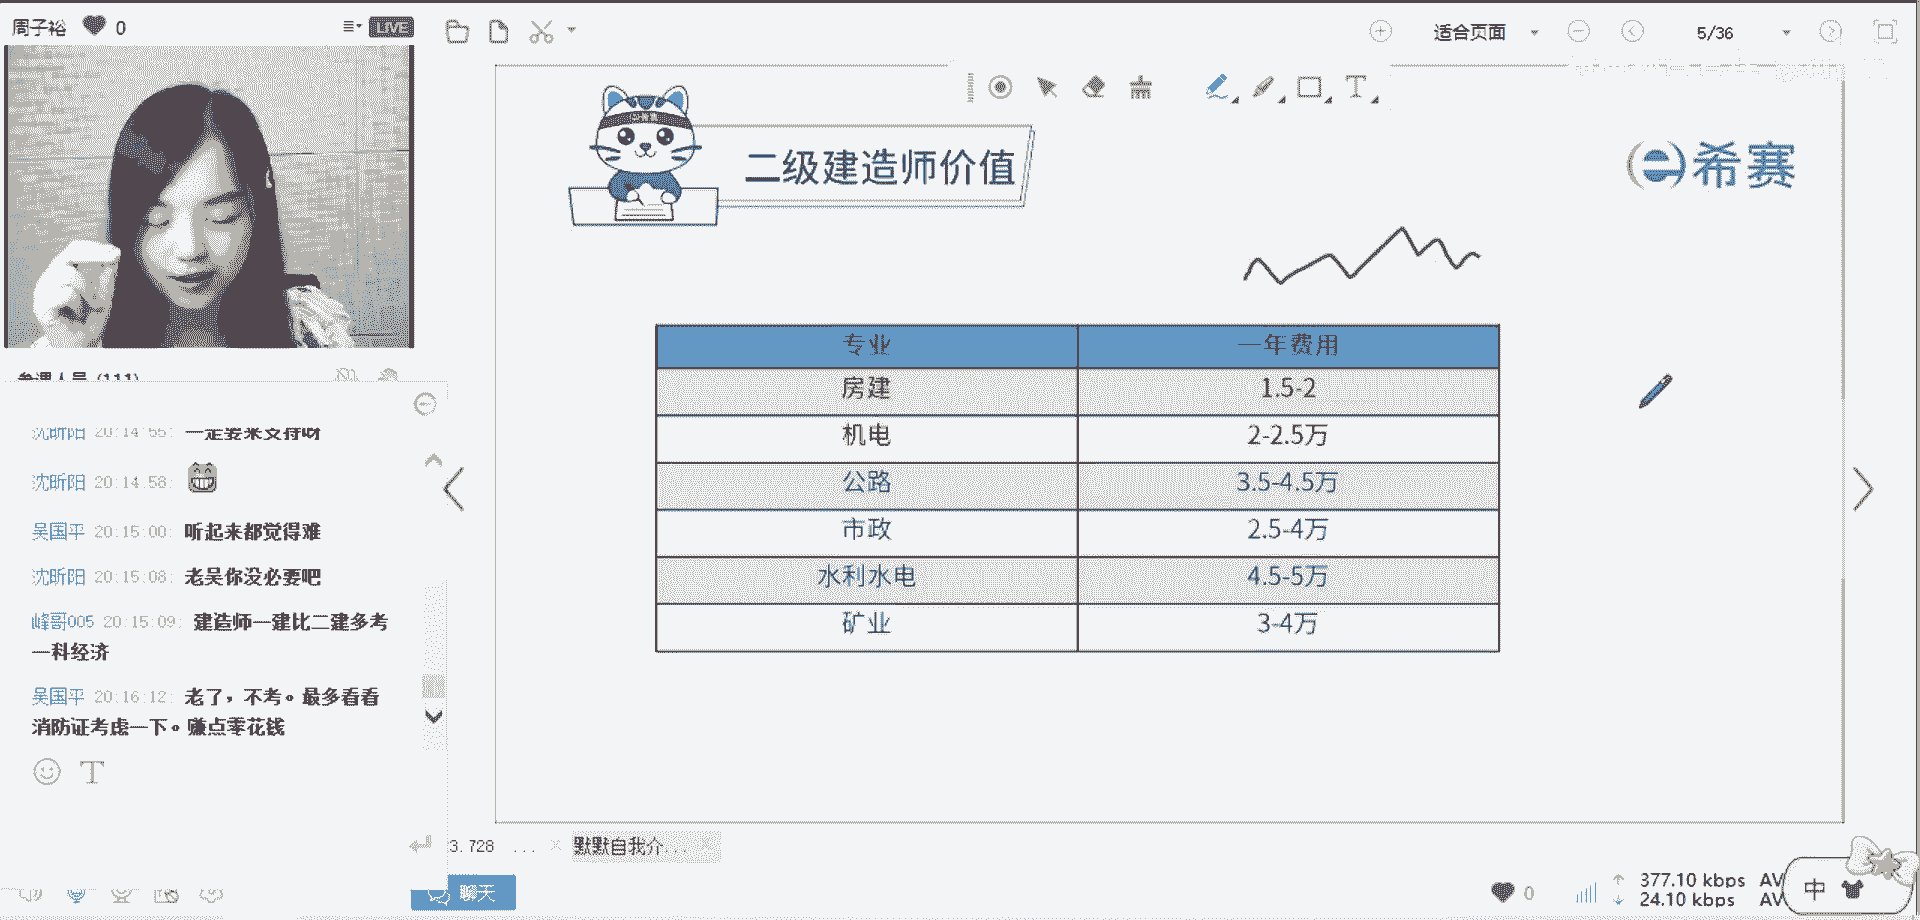 周子裕 0 LIVE
适合页面 5/36
二级建造师价值
希赛
专业 一年费用
房建 1.5-2
机电 2-2.5万
公路 3.5-4.5万
市政 2.5-4万
水利水电 4.5-5万
矿业 3-4万
参课人员 (111)
沈昕阳 20:14:55: 一定要来支持呀
沈昕阳 20:14:58:
吴国平 20:15:00: 听起来都觉得难
沈昕阳 20:15:08: 老吴你没必要吧
峰哥005 20:15:09: 建造师一建比二建多考
一科经济
吴国平 20:16:12: 老了，不考。最多看看
消防证考虑一下。赚点零花钱
3.728 ... × 默默自我介... ×
聊天
0
377.10 kbps AV
24.10 kbps AV
中